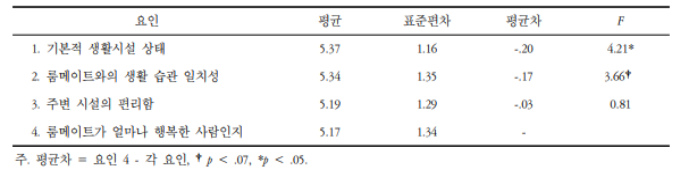 요인 평균 표준편차 평균차 F
1. 기본적 생활시설 상태 5.37 1.16 -.20 4.21*
2. 룸메이트와의 생활 습관 일치성 5.34 1.35 -.17 3.66✝
3. 주변 시설의 편리함 5.19 1.29 -.03 0.81
4. 룸메이트가 얼마나 행복한 사람인지 5.17 1.34 -
주. 평균차 = 요인 4 - 각 요인, ✝ p < .07, *p < .05.